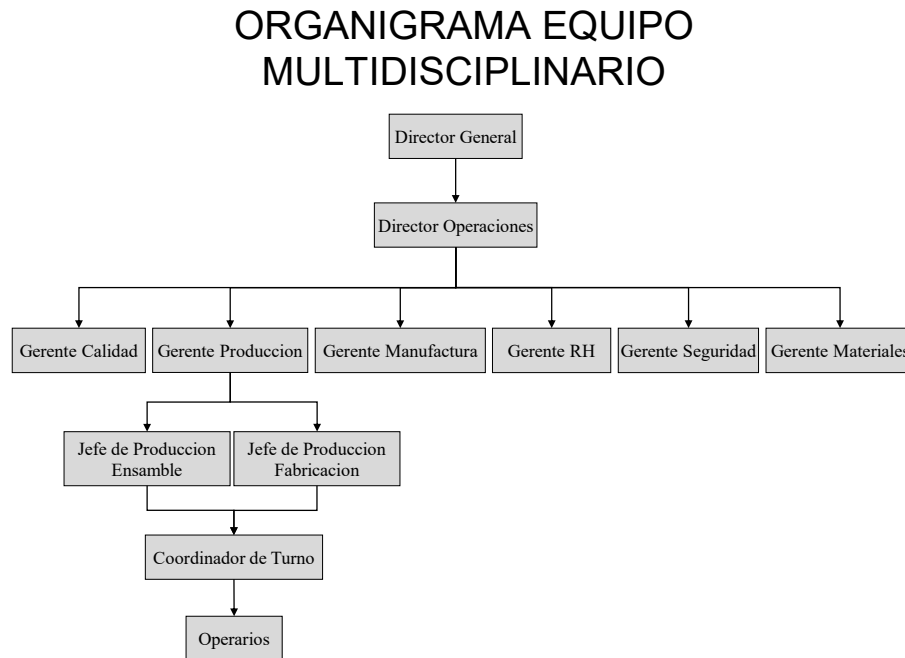 ORGANIGRAMA EQUIPO
MULTIDISCIPLINARIO
Director General
Director Operaciones
Gerente Calidad
Gerente Produccion
Gerente Manufactura
Gerente RH
Gerente Seguridad
Gerente Materiales
Jefe de Produccion
Ensamble
Jefe de Produccion
Fabricacion
Coordinador de Turno
Operarios